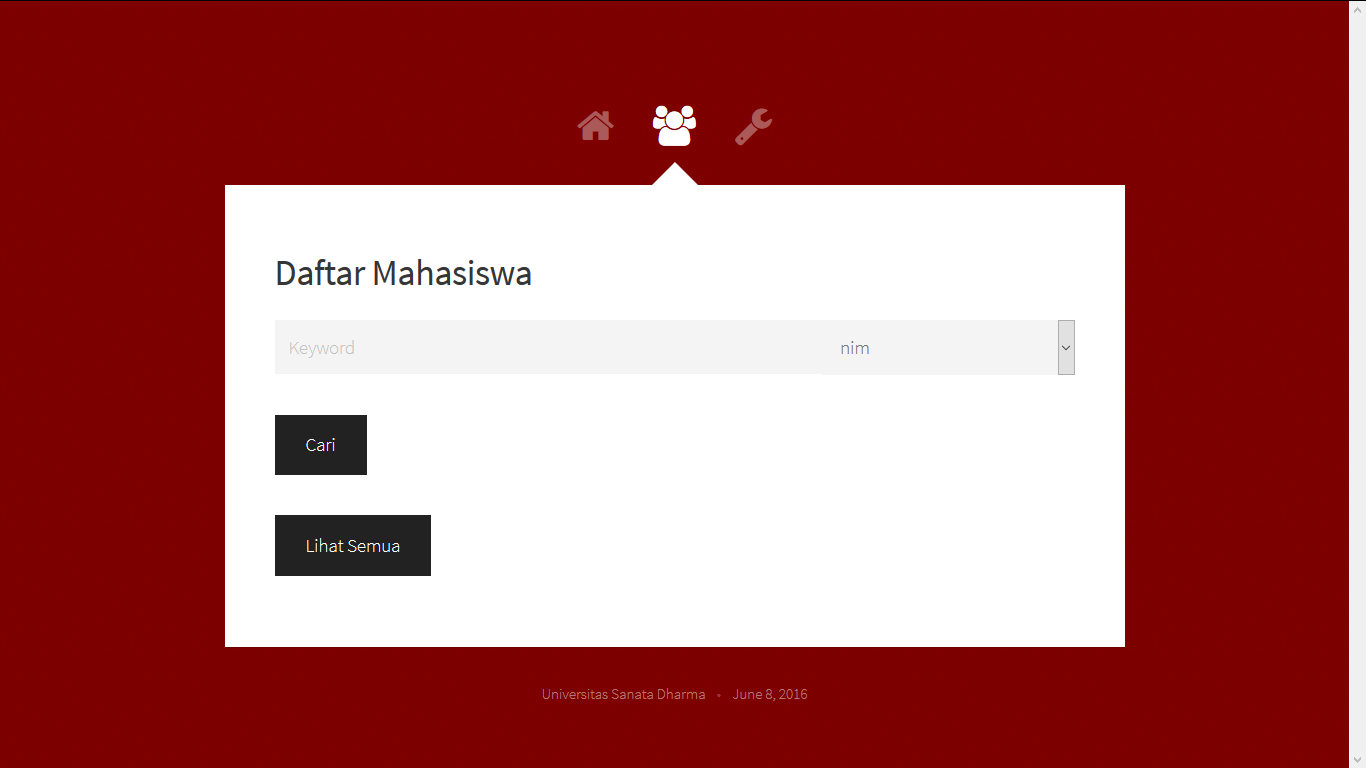 Daftar Mahasiswa
Keyword nim
Cari
Lihat Semua
Universitas Sanata Dharma • June 8, 2016